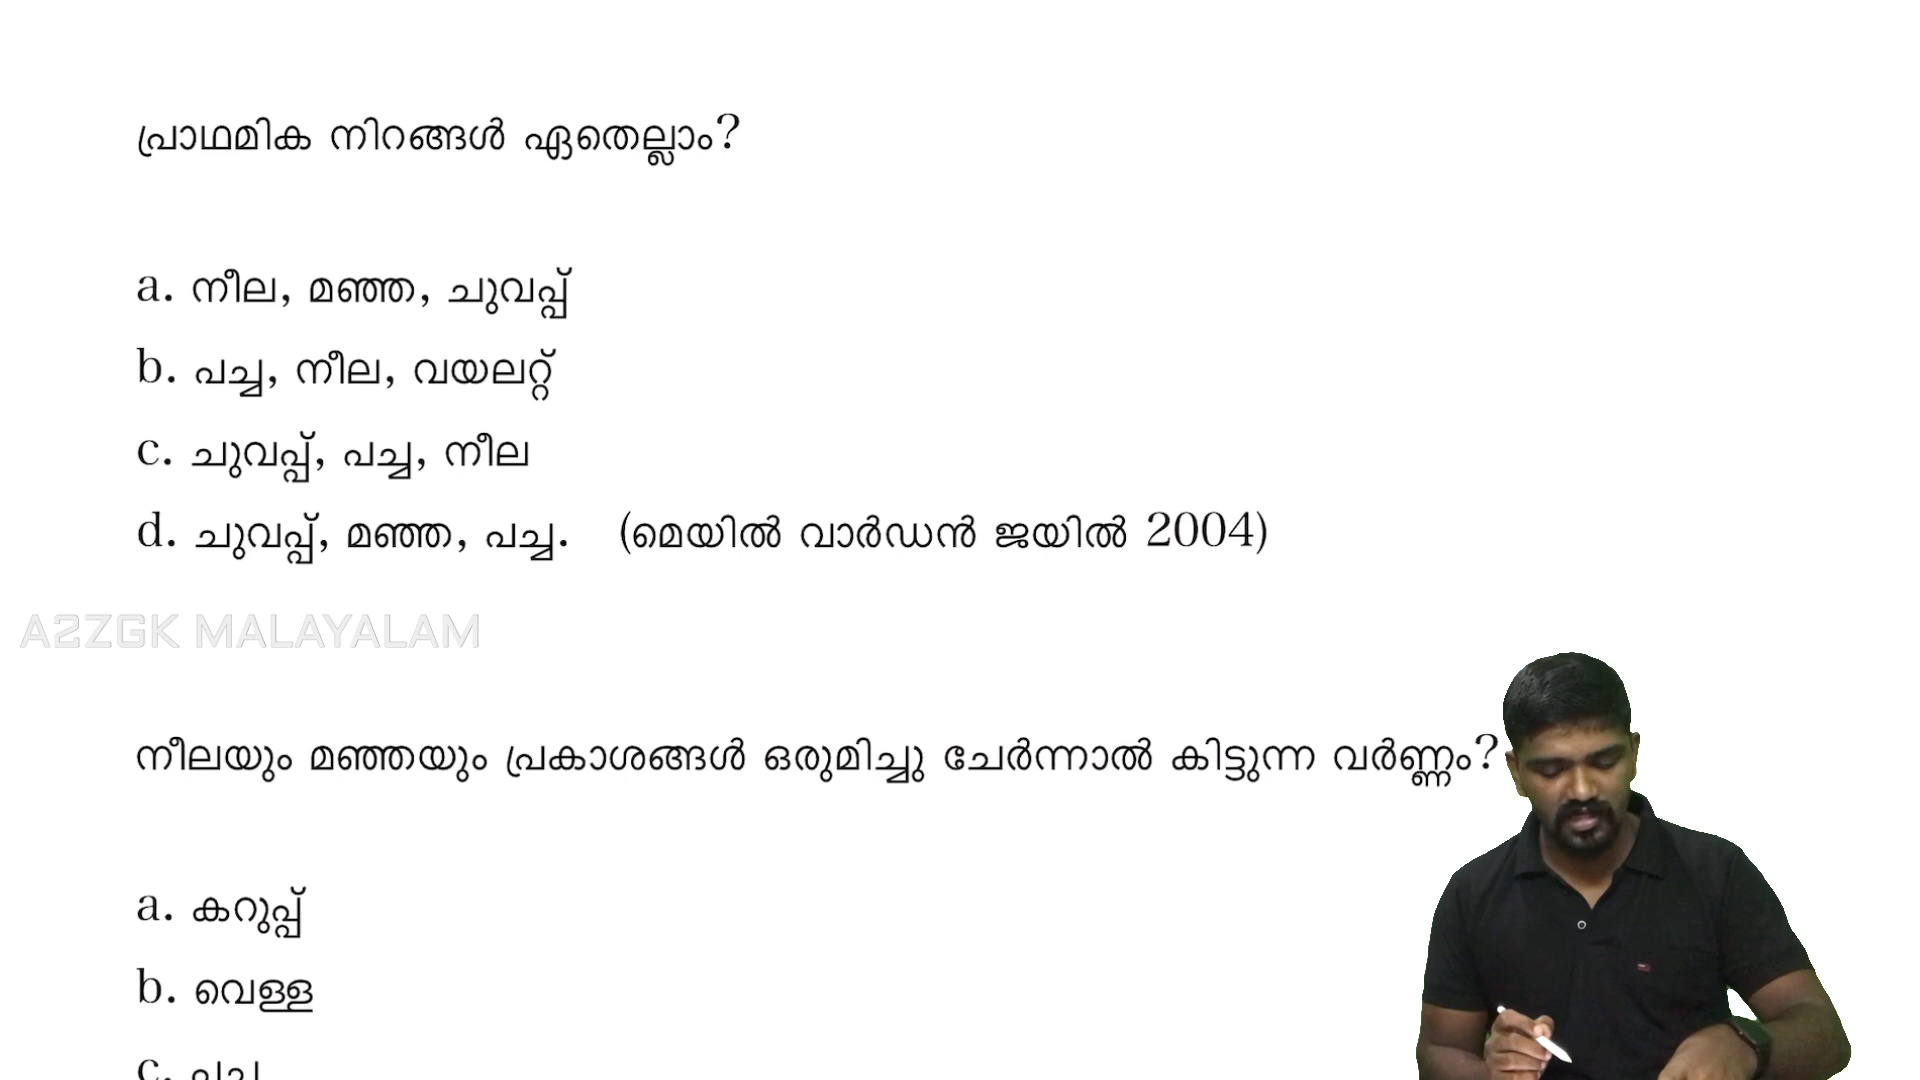 പ്രാഥമിക നിറങ്ങൾ ഏതെല്ലാം?
a. നീല, മഞ്ഞ, ചുവപ്പ്
b. പച്ച, നീല, വയലറ്റ്
c. ചുവപ്പ്, പച്ച, നീല
d. ചുവപ്പ്, മഞ്ഞ, പച്ച. (മെയിൽ വാർഡൻ ജയിൽ 2004)
A2ZGK MALAYALAM
നീലയും മഞ്ഞയും പ്രകാശങ്ങൾ ഒരുമിച്ചു ചേർന്നാൽ കിട്ടുന്ന വർണ്ണം?
a. കറുപ്പ്
b. വെള്ള
c. പച്ച